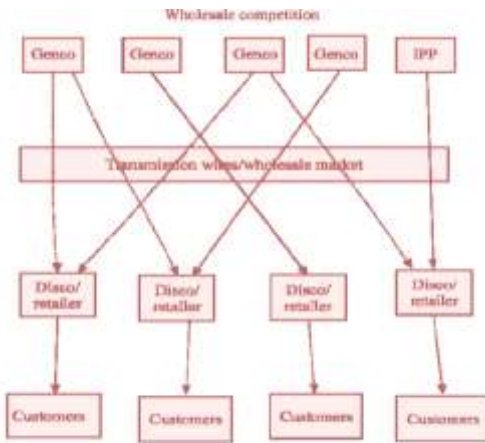 Wholesale competition
Genco
Genco
Genco
Genco
IPP
Transmission wires/wholesale market
Disco/
retailer
Disco/
retailer
Disco/
retailer
Disco/
retailer
Customers
Customers
Customers
Customers